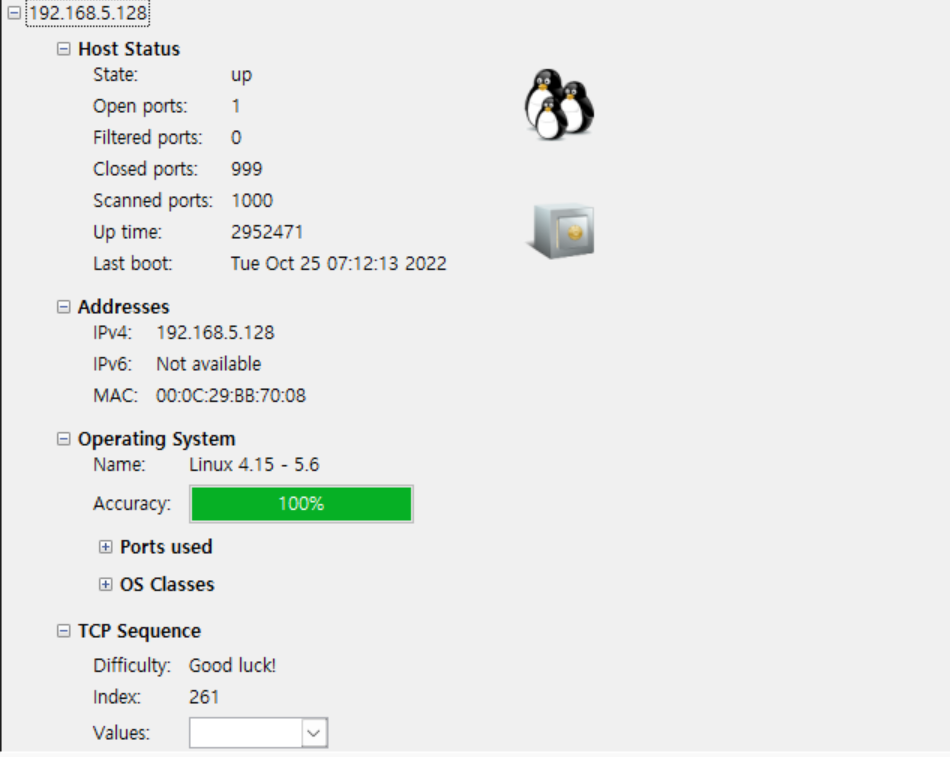 192.168.5.128
Host Status
State: up
Open ports: 1
Filtered ports: 0
Closed ports: 999
Scanned ports: 1000
Up time: 2952471
Last boot: Tue Oct 25 07:12:13 2022
Addresses
IPv4: 192.168.5.128
IPv6: Not available
MAC: 00:0C:29:BB:70:08
Operating System
Name: Linux 4.15 - 5.6
Accuracy: 100%
Ports used
OS Classes
TCP Sequence
Difficulty: Good luck!
Index: 261
Values: